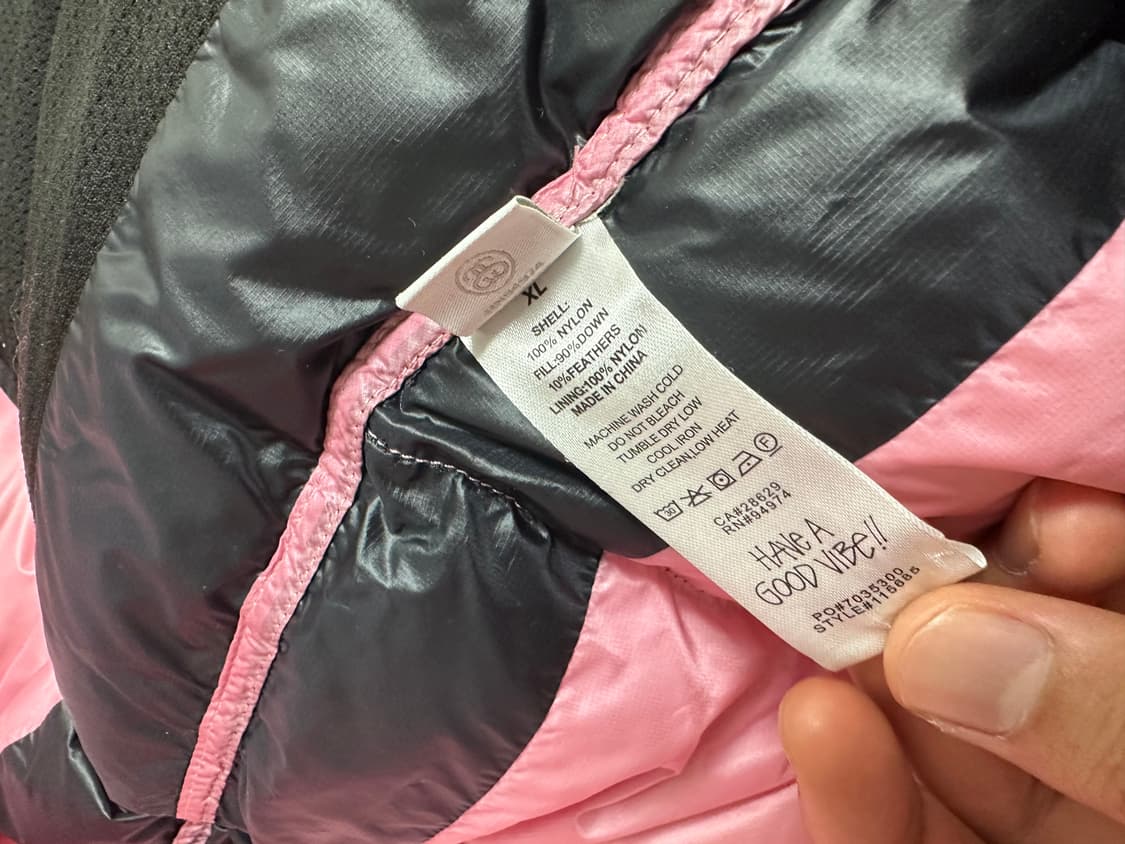 XL
SHELL:
100% NYLON
FILL:90%DOWN
10%FEATHERS
LINING:100% NYLON
MADE IN CHINA
MACHINE WASH COLD
DO NOT BLEACH
TUMBLE DRY LOW
COOL IRON
DRY CLEAN,LOW HEAT
30 F
CA#28629
RN#94974
HAVE A
GOOD VIBE!!
PO#7035300
STYLE#115685